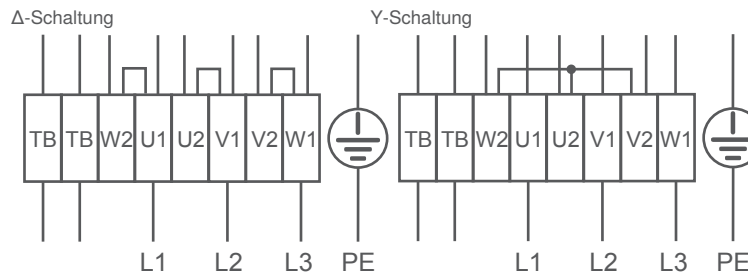 Δ-Schaltung Y-Schaltung
TB TB W2 U1 U2 V1 V2 W1 TB TB W2 U1 U2 V1 V2 W1
L1 L2 L3 PE L1 L2 L3 PE